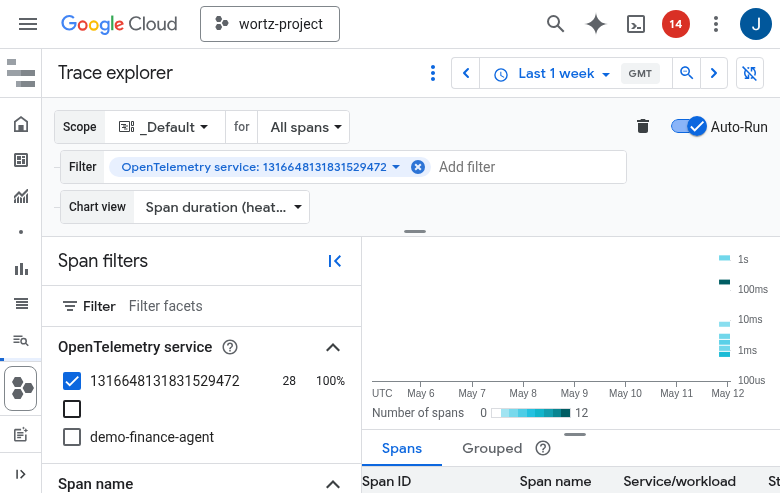 Google Cloud
wortz-project
14
J
Trace explorer
Last 1 week
GMT
Scope
_Default
for
All spans
Auto-Run
Filter
OpenTelemetry service: 1316648131831529472
Add filter
Chart view
Span duration (heat...
Span filters
Filter
Filter facets
OpenTelemetry service
1316648131831529472 28 100%
demo-finance-agent
Span name
1s
100ms
10ms
1ms
100us
UTC May 6 May 7 May 8 May 9 May 10 May 11 May 12
Number of spans 0 12
Spans
Grouped
Span ID Span name Service/workload St